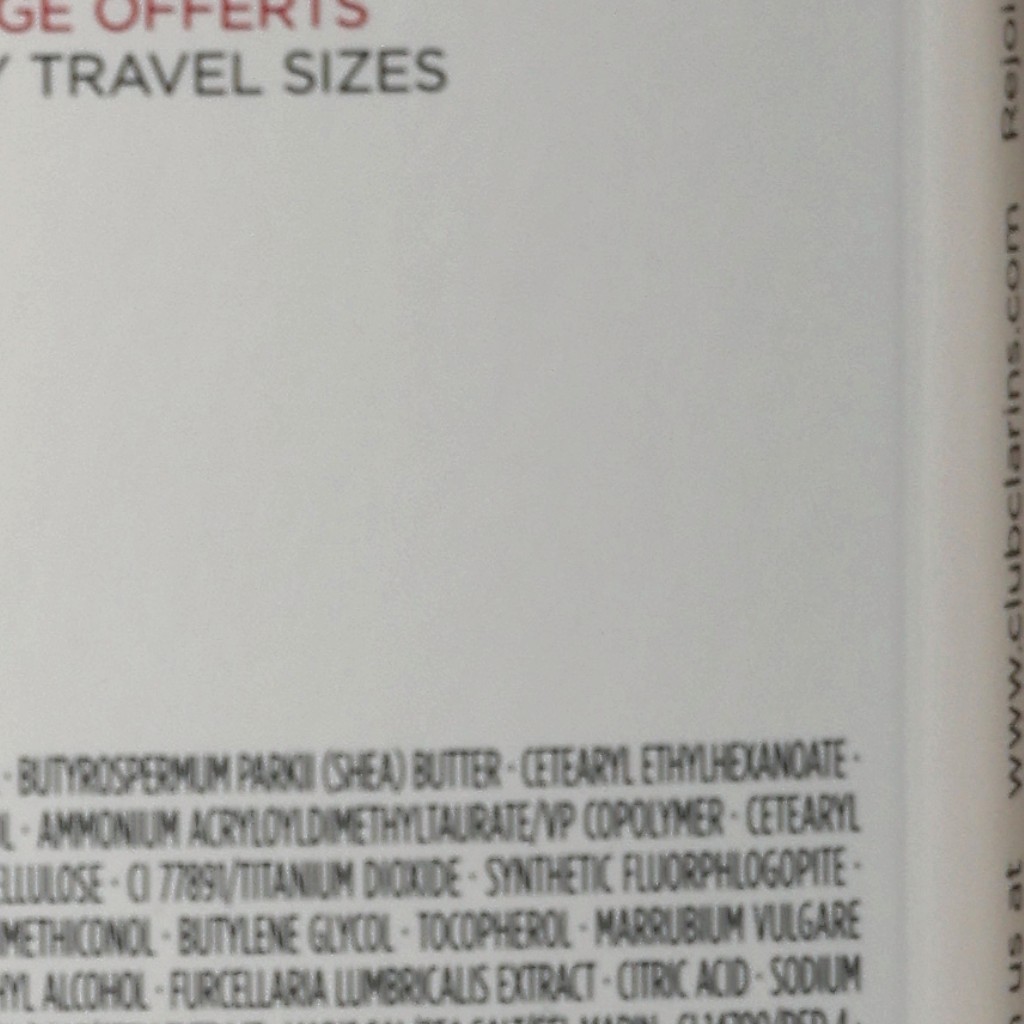 GE OFFERTS
Y TRAVEL SIZES
· BUTYROSPERMUM PARKII (SHEA) BUTTER · CETEARYL ETHYLHEXANOATE ·
L · AMMONIUM ACRYLOYLDIMETHYLTAURATE/VP COPOLYMER · CETEARYL
ELLULOSE · CI 77891/TITANIUM DIOXIDE · SYNTHETIC FLUORPHLOGOPITE ·
METHICONOL · BUTYLENE GLYCOL · TOCOPHEROL · MARRUBIUM VULGARE
HYL ALCOHOL · FURCELLARIA LUMBRICALIS EXTRACT · CITRIC ACID · SODIUM
us at www.clubclarins.com Rejoi